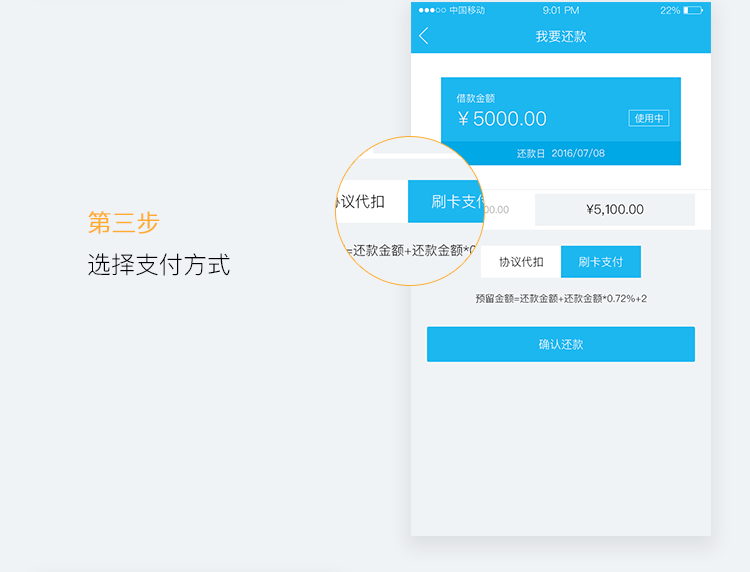 中国移动 9:01 PM 22%
我要还款
借款金额
￥5000.00
使用中
还款日 2016/07/08
00.00 ¥5,100.00
协议代扣 刷卡支付
预留金额=还款金额+还款金额*0.72%+2
确认还款
议代扣 刷卡支付
=还款金额+还款金额*0
第三步
选择支付方式